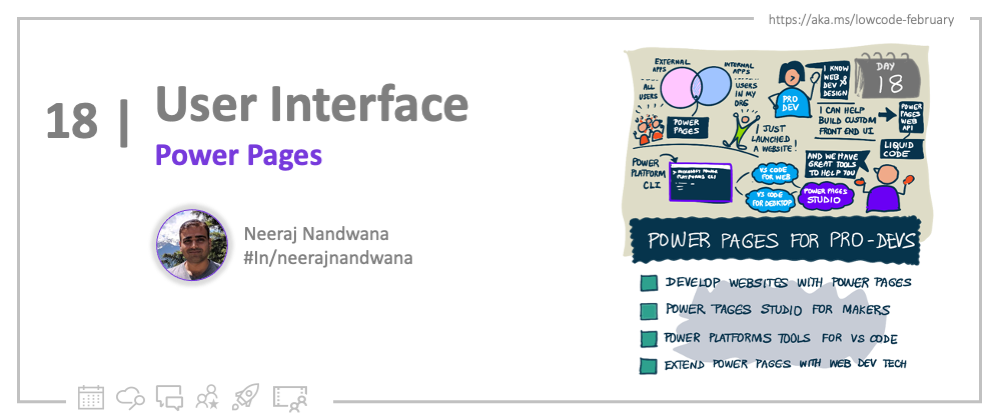 https://aka.ms/lowcode-february
18 |
User Interface
Power Pages
Neeraj Nandwana
#In/neerajnandwana
EXTERNAL
APPS
INTERNAL
APPS
ALL
USERS
USERS
IN MY
ORG
POWER
PAGES
PRO
DEV
I KNOW
WEB
DEV &
DESIGN
DAY
18
I CAN HELP
BUILD CUSTOM
FRONT END UI
POWER
PAGES
WEB
API
LIQUID
CODE
I JUST
LAUNCHED
A WEBSITE!
POWER
PLATFORM
CLI
> MICROSOFT POWER
PLATFORMS CLI
VS CODE
FOR WEB
VS CODE
FOR DESKTOP
POWER PAGES
STUDIO
AND WE HAVE
GREAT TOOLS
TO HELP YOU
POWER PAGES FOR PRO-DEVS
DEVELOP WEBSITES WITH POWER PAGES
POWER PAGES STUDIO FOR MAKERS
POWER PLATFORMS TOOLS FOR VS CODE
EXTEND POWER PAGES WITH WEB DEV TECH